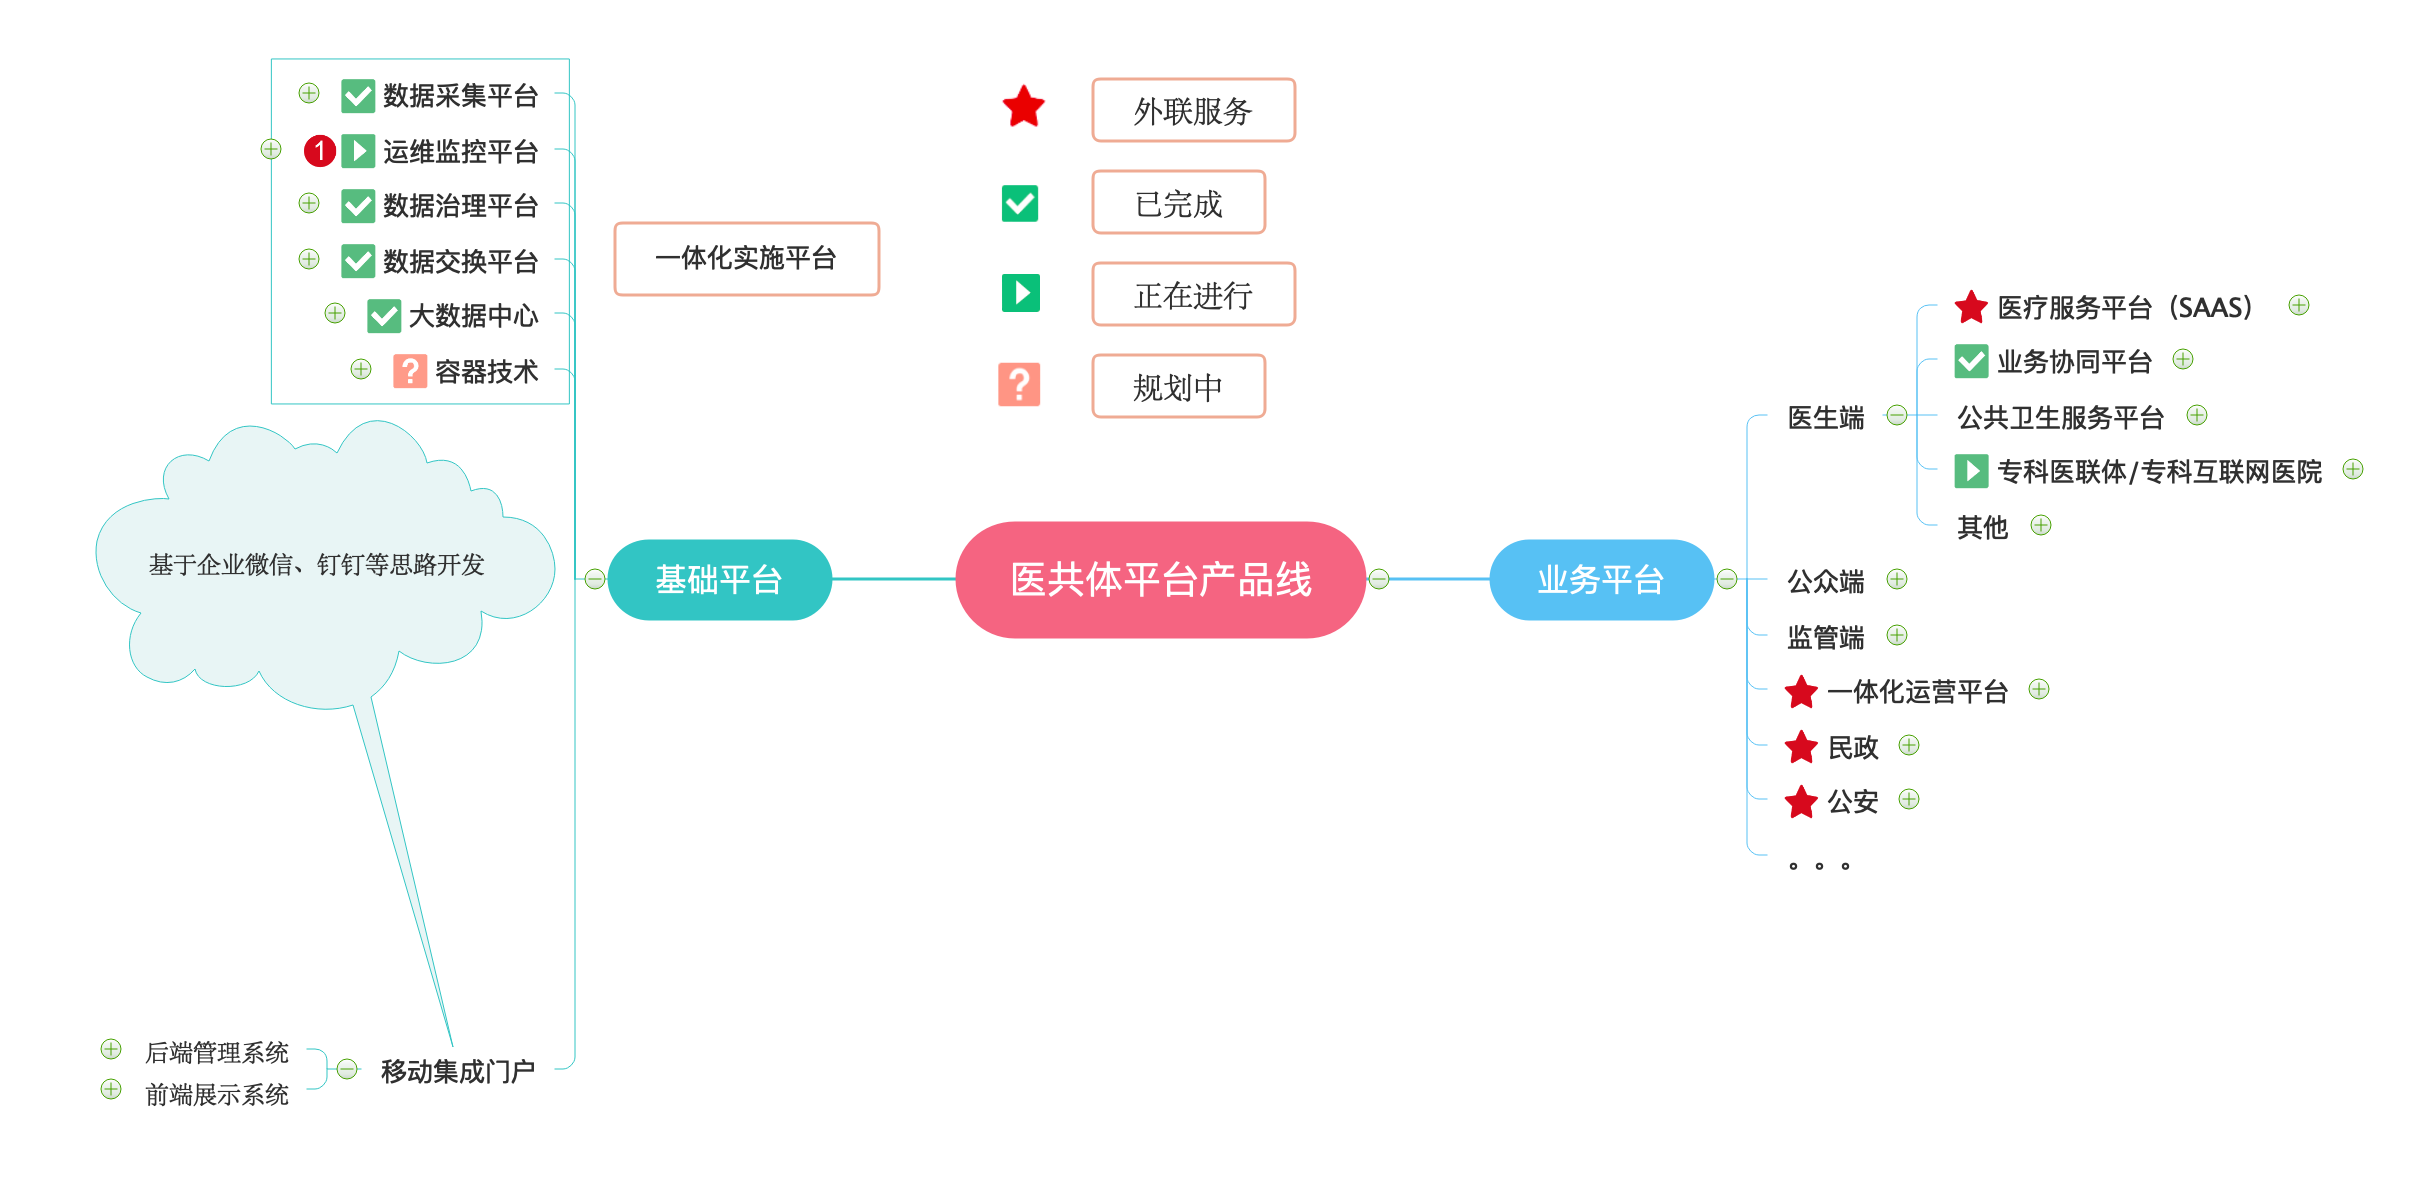 数据采集平台
1 运维监控平台
数据治理平台
数据交换平台
大数据中心
容器技术
一体化实施平台
外联服务
已完成
正在进行
规划中
基于企业微信、钉钉等思路开发
基础平台
医共体平台产品线
业务平台
医生端
医疗服务平台（SAAS）
业务协同平台
公共卫生服务平台
专科医联体/专科互联网医院
其他
公众端
监管端
一体化运营平台
民政
公安
。。。
移动集成门户
后端管理系统
前端展示系统